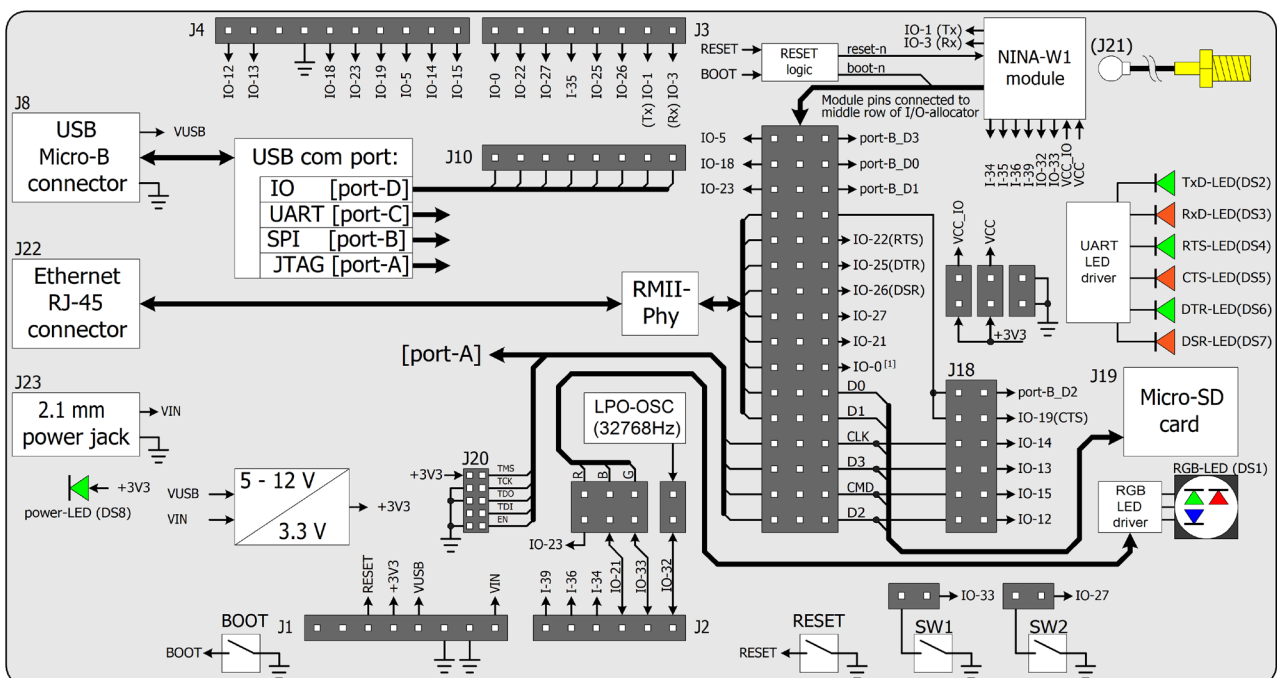 J4
J3
IO-12
IO-13
IO-18
IO-23
IO-19
IO-5
IO-14
IO-16
IO-0
IO-22
IO-27
I-35
IO-25
IO-26
(Tx) IO-1
(Rx) IO-3
RESET
BOOT
RESET
logic
reset-n
boot-n
IO-1 (Tx)
IO-3 (Rx)
NINA-W1
module
(J21)
Module pins connected to
middle row of I/O-allocator
I-34
I-35
I-36
I-39
IO-32
IO-33
VCC_IO
VCC
J8
USB
Micro-B
connector
VUSB
USB com port:
IO [port-D]
UART [port-C]
SPI [port-B]
JTAG [port-A]
J10
IO-5
IO-18
IO-23
port-B_D3
port-B_D0
port-B_D1
IO-22(RTS)
IO-25(DTR)
IO-26(DSR)
IO-27
IO-21
IO-0[1]
D0
D1
CLK
D3
CMD
D2
VCC_IO
VCC
+3V3
UART
LED
driver
TxD-LED(DS2)
RxD-LED(DS3)
RTS-LED(DS4)
CTS-LED(DS5)
DTR-LED(DS6)
DSR-LED(DS7)
J22
Ethernet
RJ-45
connector
RMII-
Phy
[port-A]
J23
2.1 mm
power jack
VIN
+3V3
power-LED (DS8)
VUSB
VIN
5 - 12 V
3.3 V
+3V3
J20
+3V3
TMS
TCK
TDO
TDI
EN
LPO-OSC
(32768Hz)
R
B
G
IO-23
IO-21
IO-33
IO-32
J18
port-B_D2
IO-19(CTS)
IO-14
IO-13
IO-15
IO-12
J19
Micro-SD
card
RGB-LED (DS1)
RGB
LED
driver
BOOT
BOOT
J1
RESET
+3V3
VUSB
VIN
I-39
I-36
I-34
J2
RESET
RESET
IO-33
SW1
IO-27
SW2